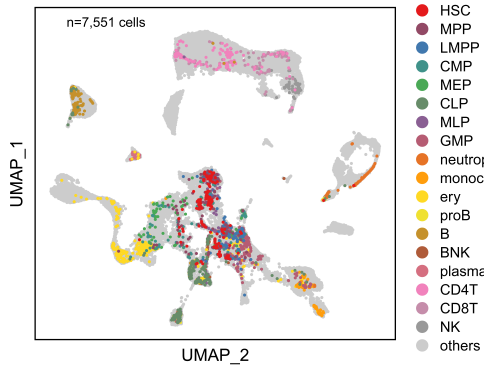 n=7,551 cells
UMAP_1
UMAP_2
HSC
MPP
LMPP
CMP
MEP
CLP
MLP
GMP
neutrop
monoc
ery
proB
B
BNK
plasma
CD4T
CD8T
NK
others